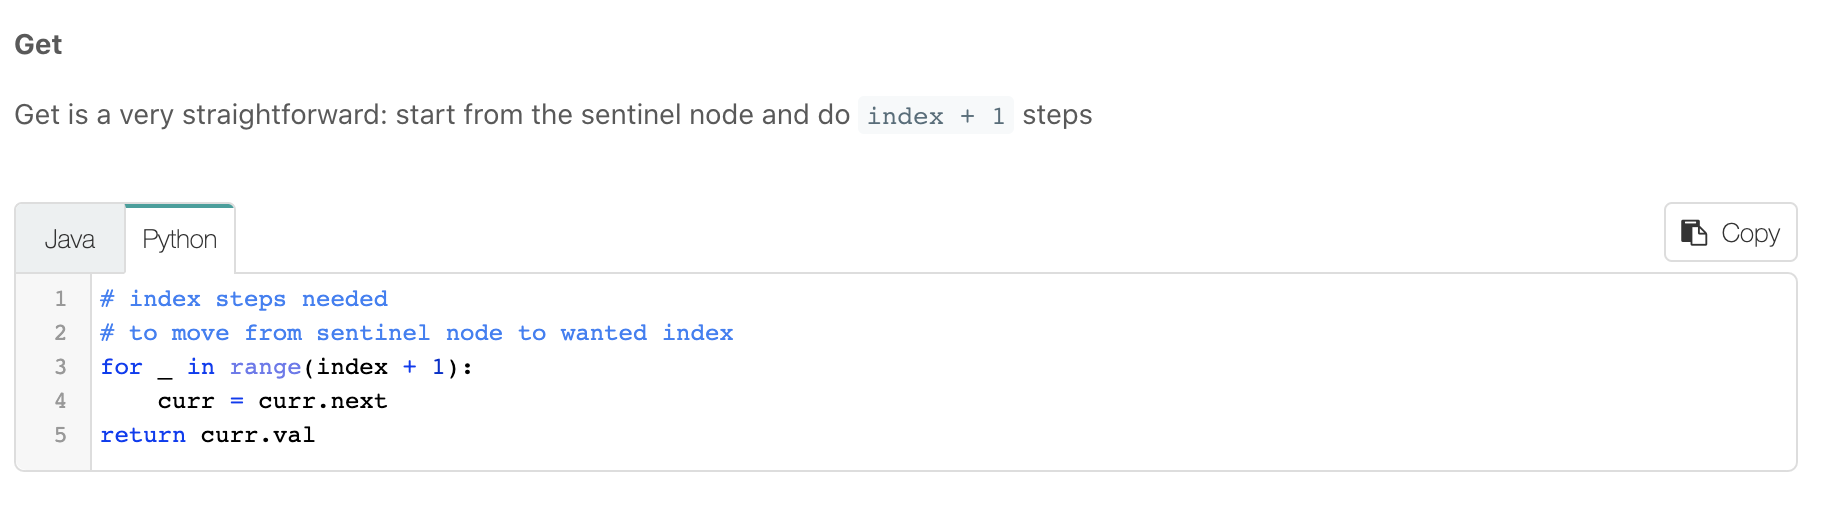 Get
Get is a very straightforward: start from the sentinel node and do index + 1 steps
Java Python Copy
1 # index steps needed
2 # to move from sentinel node to wanted index
3 for _ in range(index + 1):
4     curr = curr.next
5 return curr.val